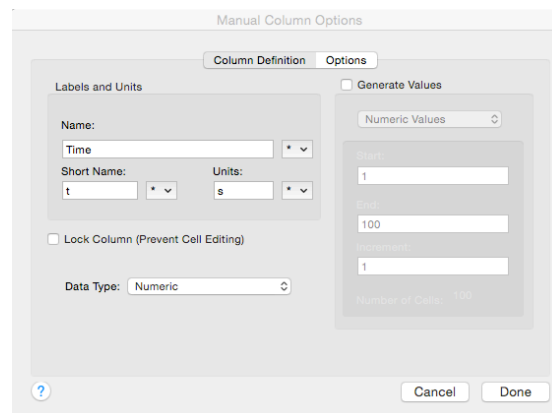 Manual Column Options
Column Definition
Options
Labels and Units
Name:
Time
*
Short Name:
Units:
t
*
s
*
Lock Column (Prevent Cell Editing)
Data Type:
Numeric
Generate Values
Numeric Values
Start:
1
End:
100
Increment:
1
Number of Cells: 100
?
Cancel
Done